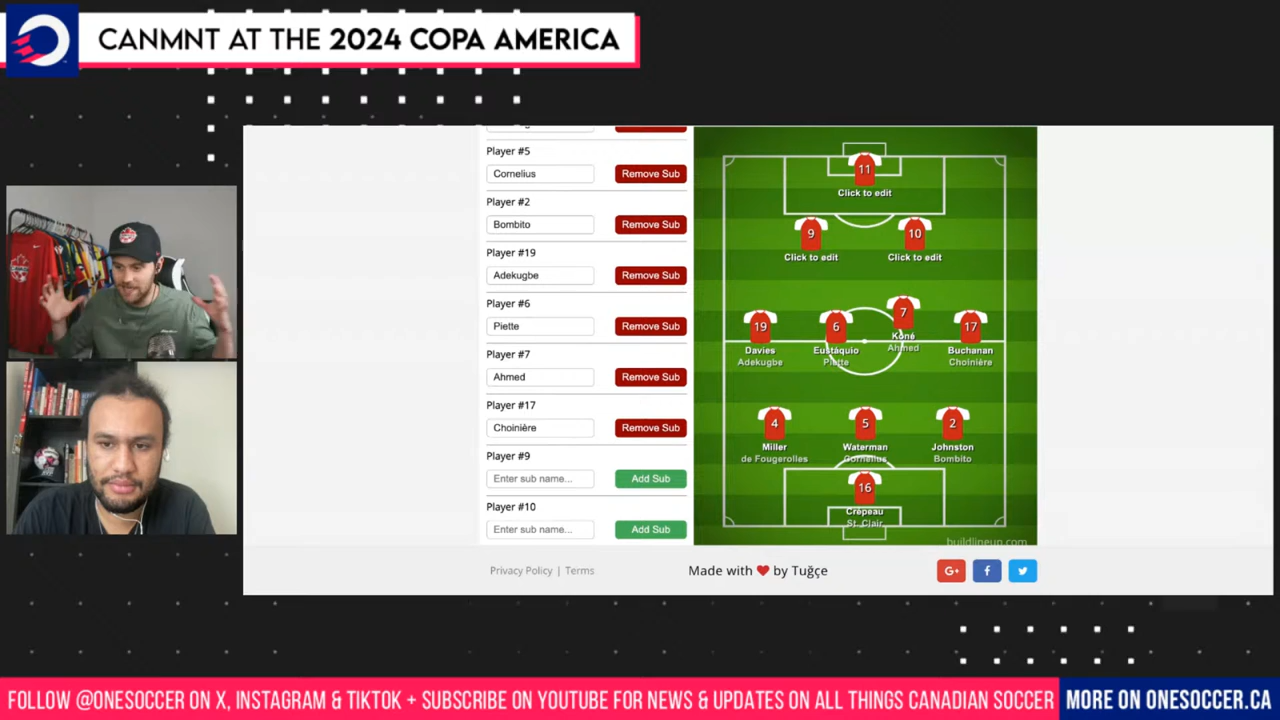 CANMNT AT THE 2024 COPA AMERICA
Player #5
Cornelius
Remove Sub
Player #2
Bombito
Remove Sub
Player #19
Adekugbe
Remove Sub
Player #6
Piette
Remove Sub
Player #7
Ahmed
Remove Sub
Player #17
Choinière
Remove Sub
Player #9
Enter sub name...
Add Sub
Player #10
Enter sub name...
Add Sub
11
Click to edit
9
Click to edit
10
Click to edit
19
Davies
Adekugbe
6
Eustáquio
Piette
7
Koné
Ahmed
17
Buchanan
Choinière
4
Miller
de Fougerolles
5
Waterman
Cornelius
2
Johnston
Bombito
16
Crépeau
St. Clair
buildlineup.com
Privacy Policy | Terms
Made with ❤ by Tuğçe
G+
f
FOLLOW @ONESOCCER ON X, INSTAGRAM & TIKTOK + SUBSCRIBE ON YOUTUBE FOR NEWS & UPDATES ON ALL THINGS CANADIAN SOCCER
MORE ON ONESOCCER.CA